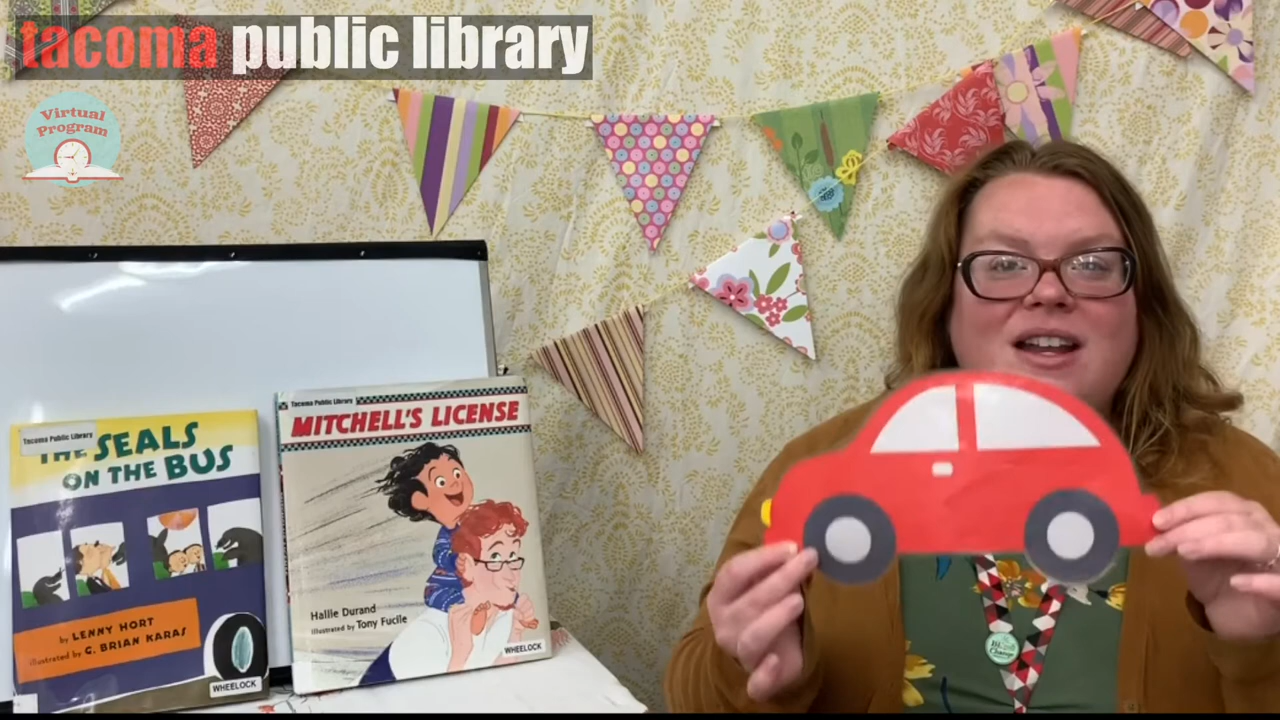 tacoma public library
Virtual
Program
Tacoma Public Library
THE SEALS
ON THE BUS
by LENNY HORT
illustrated by G. BRIAN KARAS
WHEELOCK
Tacoma Public Library
MITCHELL'S LICENSE
Hallie Durand
illustrated by Tony Fucile
WHEELOCK